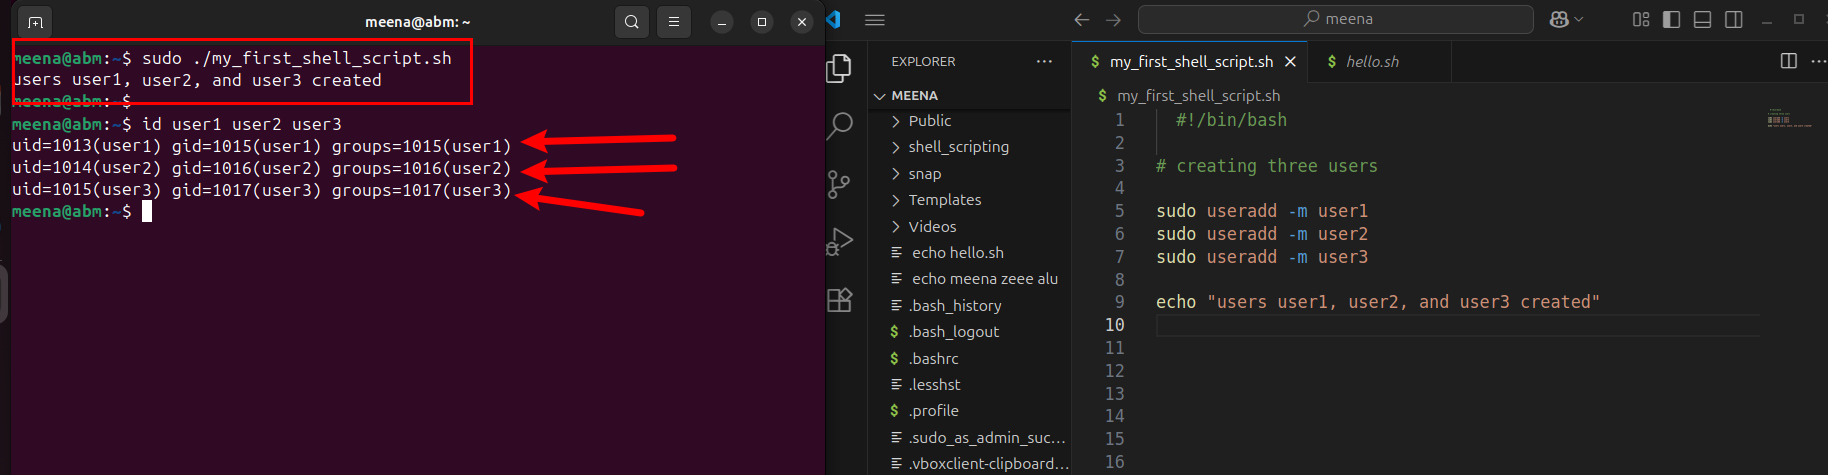 meena@abm: ~
meena@abm:~$ sudo ./my_first_shell_script.sh
users user1, user2, and user3 created
meena@abm:~$
meena@abm:~$ id user1 user2 user3
uid=1013(user1) gid=1015(user1) groups=1015(user1)
uid=1014(user2) gid=1016(user2) groups=1016(user2)
uid=1015(user3) gid=1017(user3) groups=1017(user3)
meena@abm:~$
meena
EXPLORER
MEENA
Public
shell_scripting
snap
Templates
Videos
echo hello.sh
echo meena zeee alu
.bash_history
$ .bash_logout
$ .bashrc
.lesshst
$ .profile
.sudo_as_admin_suc...
.vboxclient-clipboard...
$ my_first_shell_script.sh
$ hello.sh
$ my_first_shell_script.sh
1 #!/bin/bash
2
3 # creating three users
4
5 sudo useradd -m user1
6 sudo useradd -m user2
7 sudo useradd -m user3
8
9 echo "users user1, user2, and user3 created"
10
11
12
13
14
15
16